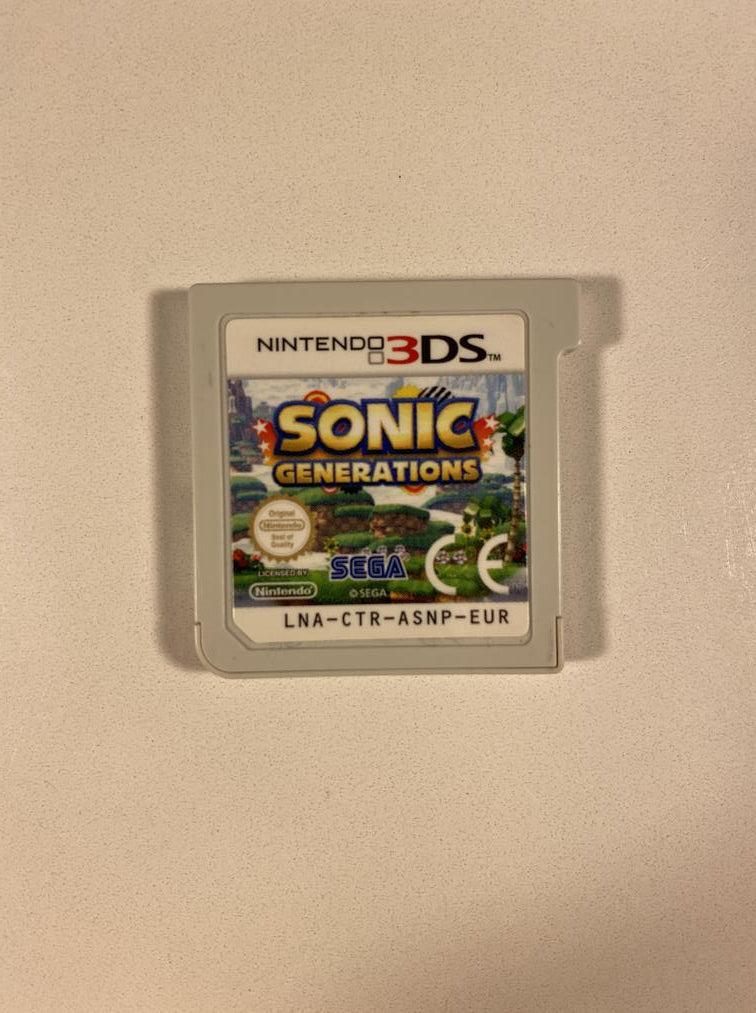 NINTENDO 3DS™
SONIC
GENERATIONS
Original
Nintendo
Seal of
Quality
LICENSED BY
Nintendo
SEGA
© SEGA
CE
LNA-CTR-ASNP-EUR